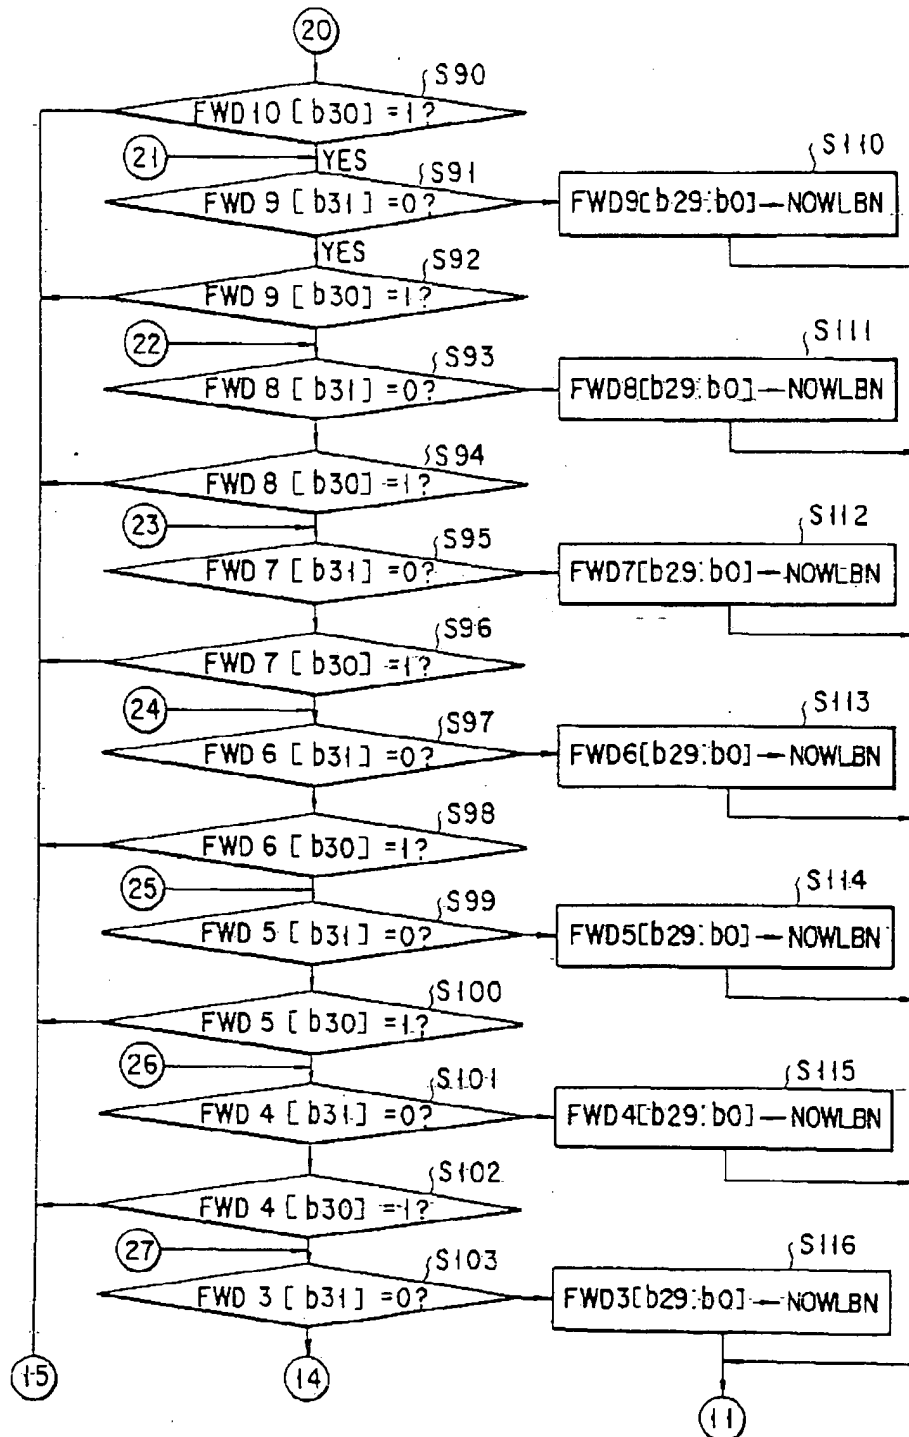 20
S90
FWD10 [b30] =1?
21
YES
S91
S110
FWD 9 [b31] =0?
FWD9[b29:b0] — NOWLBN
YES
S92
FWD 9 [b30] =1?
22
S93
S111
FWD 8 [b31] =0?
FWD8[b29:b0] — NOWLBN
S94
FWD 8 [b30] =1?
23
S95
S112
FWD 7 [b31] =0?
FWD7[b29:b0] — NOWLBN
S96
FWD 7 [b30] =1?
24
S97
S113
FWD 6 [b31] =0?
FWD6[b29:b0] — NOWLBN
S98
FWD 6 [b30] =1?
25
S99
S114
FWD 5 [b31] =0?
FWD5[b29:b0] — NOWLBN
S100
FWD 5 [b30] =1?
26
S101
S115
FWD 4 [b31] =0?
FWD4[b29:b0] — NOWLBN
S102
FWD 4 [b30] =1?
27
S103
S116
FWD 3 [b31] =0?
FWD3[b29:b0] — NOWLBN
15
14
11